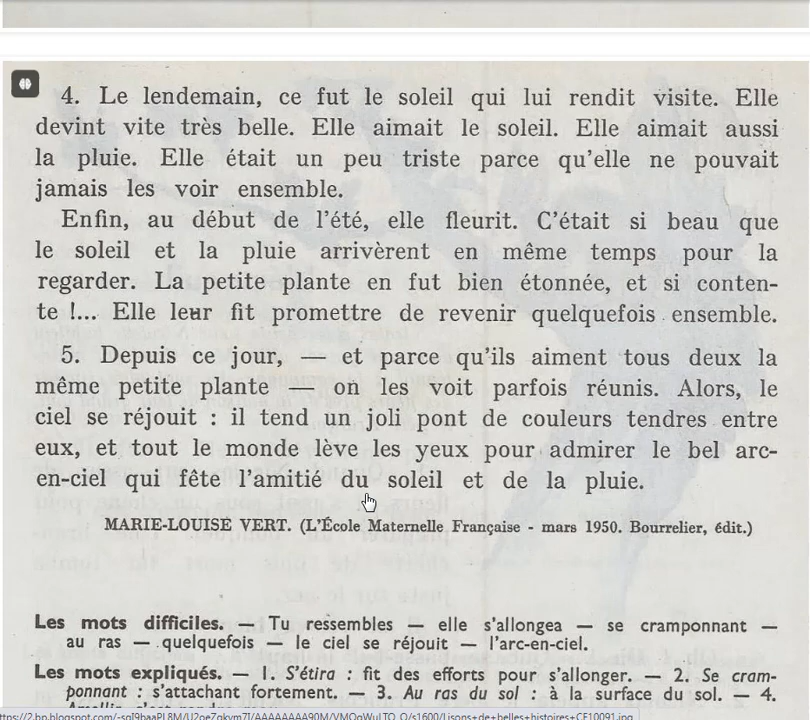 4. Le lendemain, ce fut le soleil qui lui rendit visite. Elle
devint vite très belle. Elle aimait le soleil. Elle aimait aussi
la pluie. Elle était un peu triste parce qu'elle ne pouvait
jamais les voir ensemble.
Enfin, au début de l'été, elle fleurit. C'était si beau que
le soleil et la pluie arrivèrent en même temps pour la
regarder. La petite plante en fut bien étonnée, et si conten-
te !... Elle leur fit promettre de revenir quelquefois ensemble.
5. Depuis ce jour, — et parce qu'ils aiment tous deux la
même petite plante — on les voit parfois réunis. Alors, le
ciel se réjouit : il tend un joli pont de couleurs tendres entre
eux, et tout le monde lève les yeux pour admirer le bel arc-
en-ciel qui fête l'amitié du soleil et de la pluie.
MARIE-LOUISE VERT. (L'École Maternelle Française - mars 1950. Bourrelier, édit.)
Les mots difficiles. — Tu ressembles — elle s'allongea — se cramponnant —
au ras — quelquefois — le ciel se réjouit — l'arc-en-ciel.
Les mots expliqués. — 1. S'étira : fit des efforts pour s'allonger. — 2. Se cram-
ponnant : s'attachant fortement. — 3. Au ras du sol : à la surface du sol. — 4.